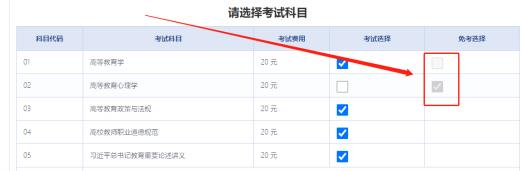 请选择考试科目
科目代码 考试科目 考试费用 考试选择 免考选择
01 高等教育学 20 元
02 高等教育心理学 20 元
03 高等教育政策与法规 20 元
04 高校教师职业道德规范 20 元
05 习近平总书记教育重要论述讲义 20 元